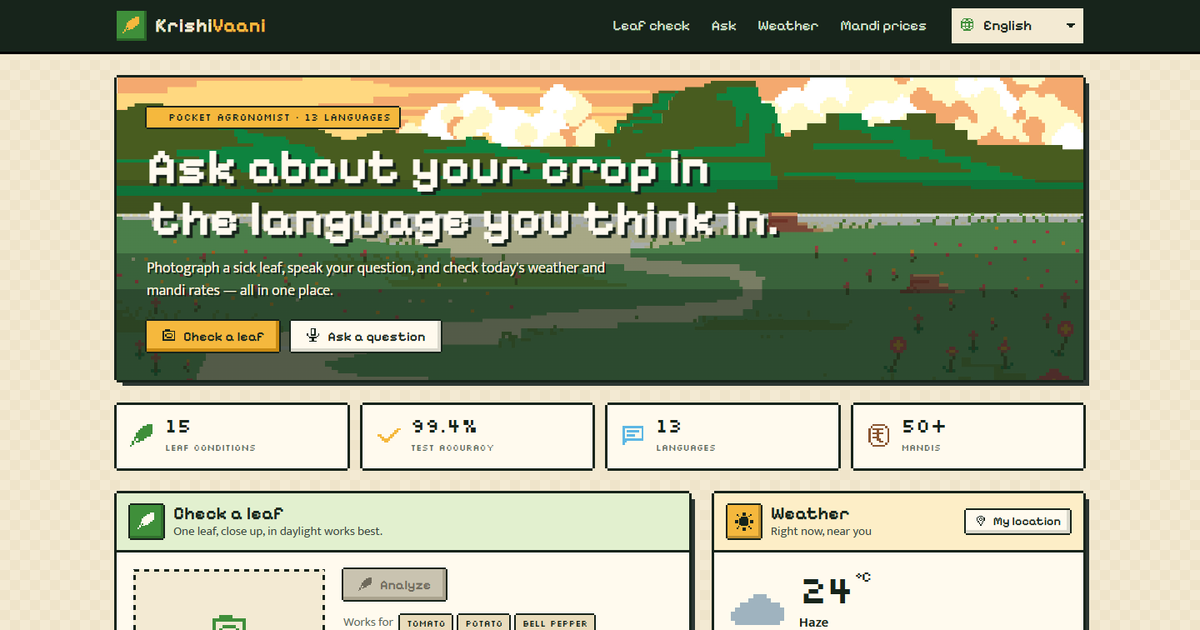 KrishiVaani
Leaf check
Ask
Weather
Mandi prices
English
POCKET AGRONOMIST · 13 LANGUAGES
Ask about your crop in
the language you think in.
Photograph a sick leaf, speak your question, and check today's weather and
mandi rates — all in one place.
Check a leaf
Ask a question
15
LEAF CONDITIONS
99.4%
TEST ACCURACY
13
LANGUAGES
50+
MANDIS
Check a leaf
One leaf, close up, in daylight works best.
Analyze
Works for TOMATO POTATO BELL PEPPER
Weather
Right now, near you
My location
24 °C
Haze